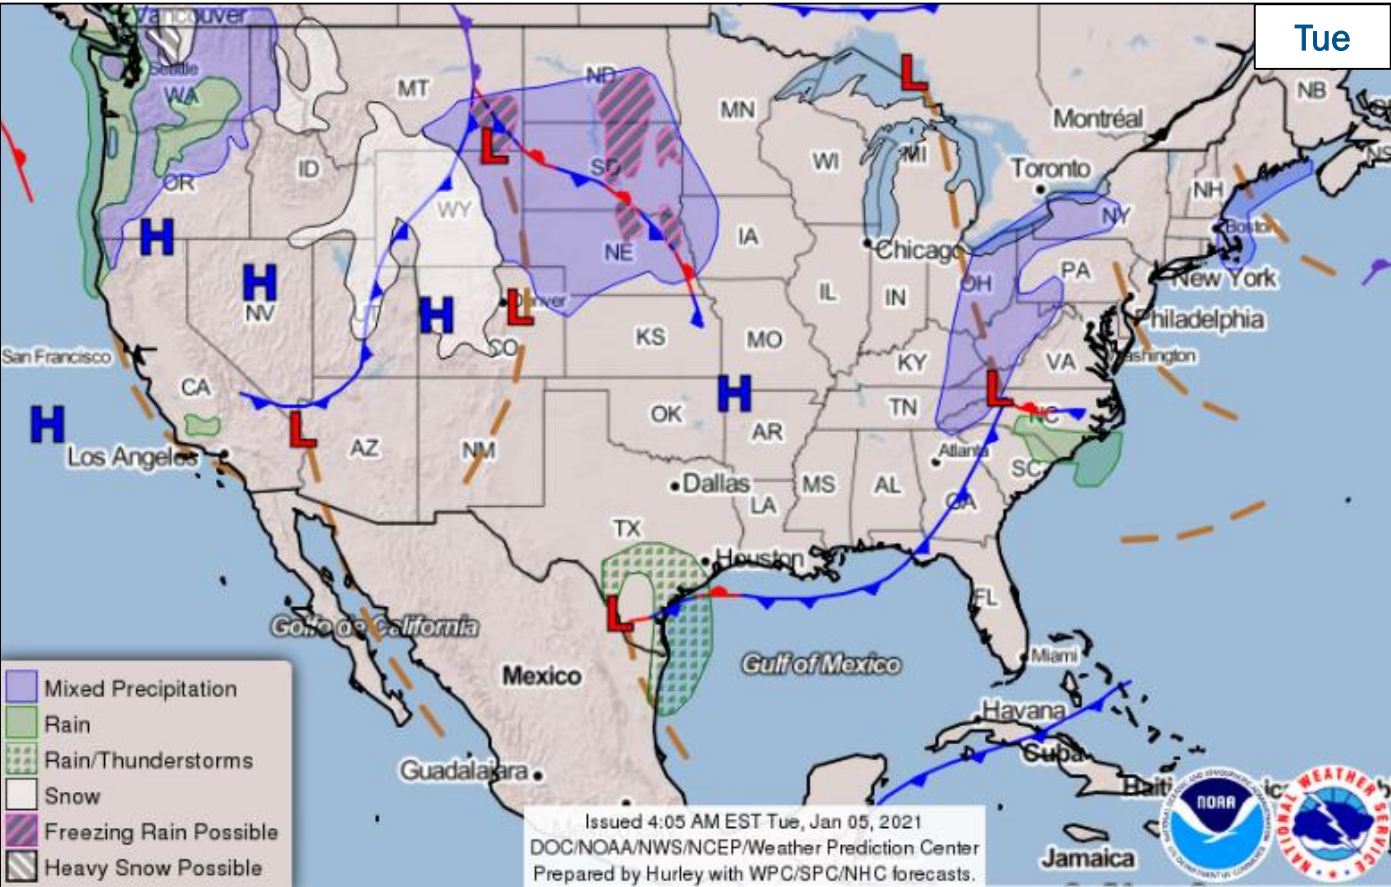 Tue
Vancouver
Seattle
WA
MT
ND
MN
NB
Montréal
OR
ID
WY
SD
WI
MI
Toronto
NH
NY
Boston
H
L
L
H
NV
H
L
Denver
NE
IA
Chicago
IL
IN
OH
PA
New York
Philadelphia
Washington
San Francisco
CA
CO
KS
MO
KY
VA
H
Los Angeles
L
AZ
NM
OK
H
AR
TN
L
NC
Atlanta
SC
Dallas
LA
MS
AL
GA
TX
Houston
L
FL
Golfo de California
Mexico
Gulf of Mexico
Miami
Havana
Cuba
Guadalajara
Haiti
Jamaica
Mixed Precipitation
Rain
Rain/Thunderstorms
Snow
Freezing Rain Possible
Heavy Snow Possible
Issued 4:05 AM EST Tue, Jan 05, 2021
DOC/NOAA/NWS/NCEP/Weather Prediction Center
Prepared by Hurley with WPC/SPC/NHC forecasts.
NOAA
NATIONAL WEATHER SERVICE